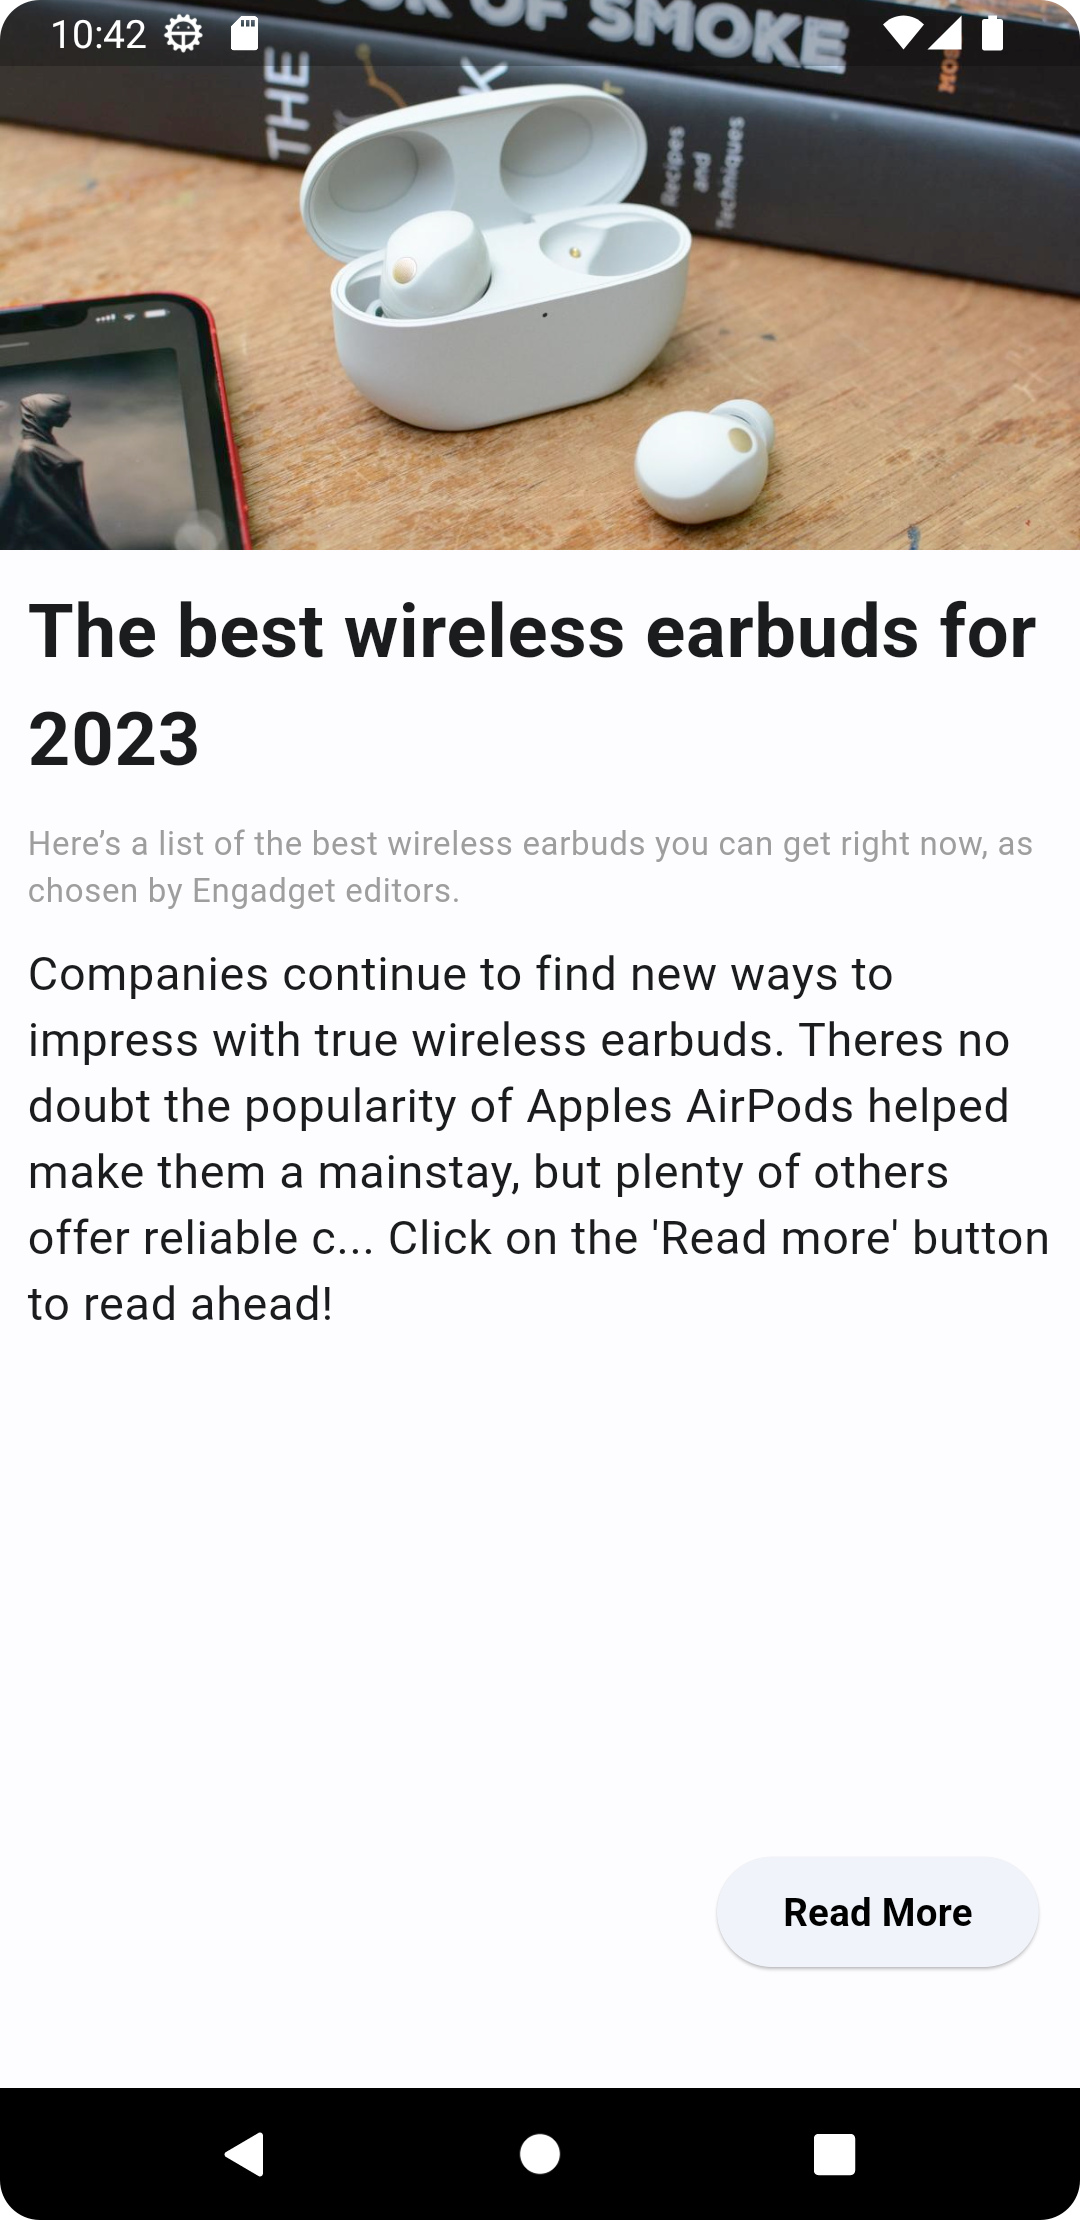 10:42
OF SMOKE
THE
Recipes
and
Techniques
The best wireless earbuds for
2023
Here’s a list of the best wireless earbuds you can get right now, as
chosen by Engadget editors.
Companies continue to find new ways to
impress with true wireless earbuds. Theres no
doubt the popularity of Apples AirPods helped
make them a mainstay, but plenty of others
offer reliable c... Click on the 'Read more' button
to read ahead!
Read More